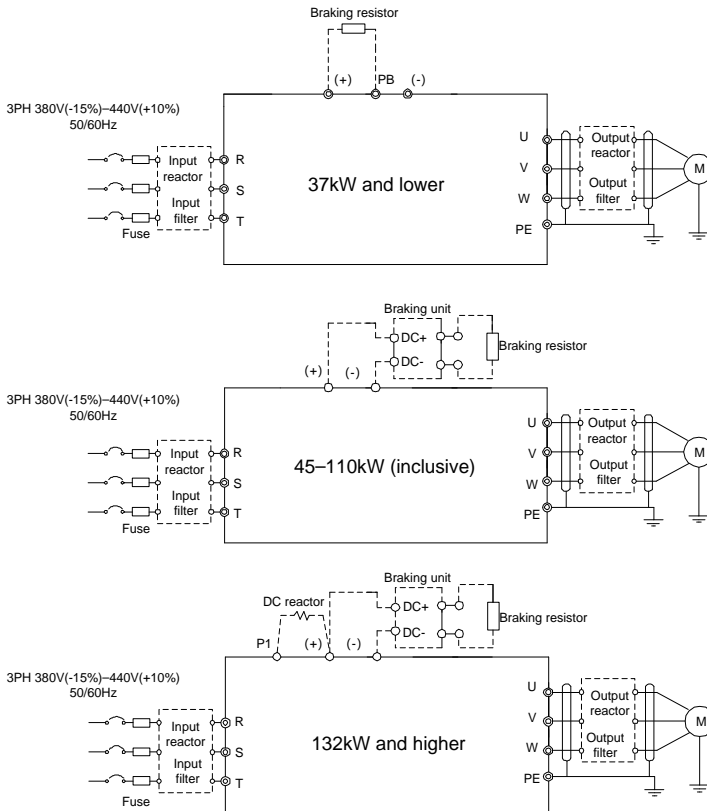 Braking resistor
(+) PB (-)
3PH 380V(-15%)–440V(+10%)
50/60Hz
Input
reactor
Input
filter
Fuse
R
S
T
37kW and lower
U
V
W
PE
Output
reactor
Output
filter
M
Braking unit
DC+
DC-
Braking resistor
(+) (-)
3PH 380V(-15%)–440V(+10%)
50/60Hz
Input
reactor
Input
filter
Fuse
R
S
T
45–110kW (inclusive)
U
V
W
PE
Output
reactor
Output
filter
M
Braking unit
DC reactor
DC+
DC-
Braking resistor
P1 (+) (-)
3PH 380V(-15%)–440V(+10%)
50/60Hz
Input
reactor
Input
filter
Fuse
R
S
T
132kW and higher
U
V
W
PE
Output
reactor
Output
filter
M